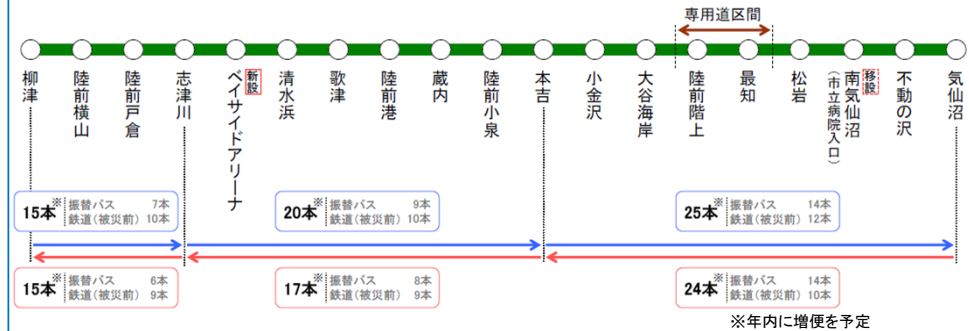 専用道区間
柳津
陸前横山
陸前戸倉
志津川
ベイサイドアリーナ
新設
清水浜
歌津
陸前港
蔵内
陸前小泉
本吉
小金沢
大谷海岸
陸前階上
最知
松岩
南気仙沼
(市立病院入口)
移設
不動の沢
気仙沼
15本※ 振替バス 7本
鉄道(被災前) 10本
20本※ 振替バス 9本
鉄道(被災前) 10本
25本※ 振替バス 14本
鉄道(被災前) 12本
15本※ 振替バス 6本
鉄道(被災前) 9本
17本※ 振替バス 8本
鉄道(被災前) 9本
24本※ 振替バス 14本
鉄道(被災前) 10本
※年内に増便を予定